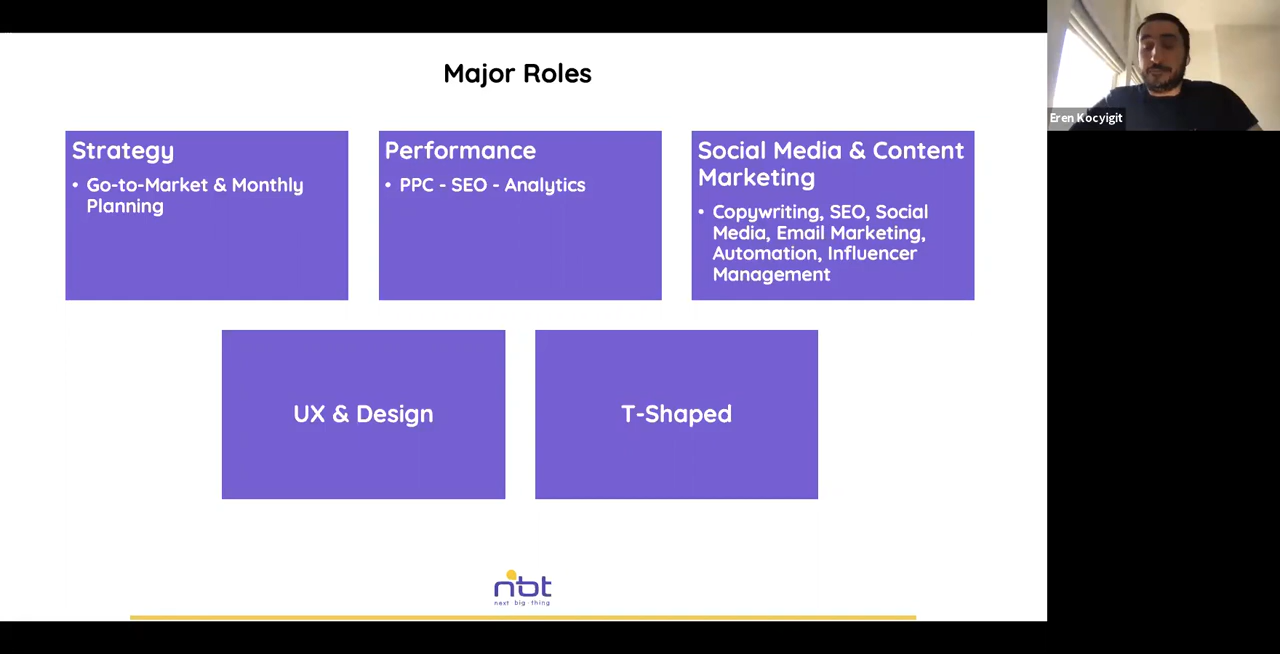 Major Roles
Strategy
• Go-to-Market & Monthly
Planning
Performance
• PPC - SEO - Analytics
Social Media & Content
Marketing
• Copywriting, SEO, Social
Media, Email Marketing,
Automation, Influencer
Management
UX & Design
T-Shaped
nbt
next big thing
Eren Kocyigit